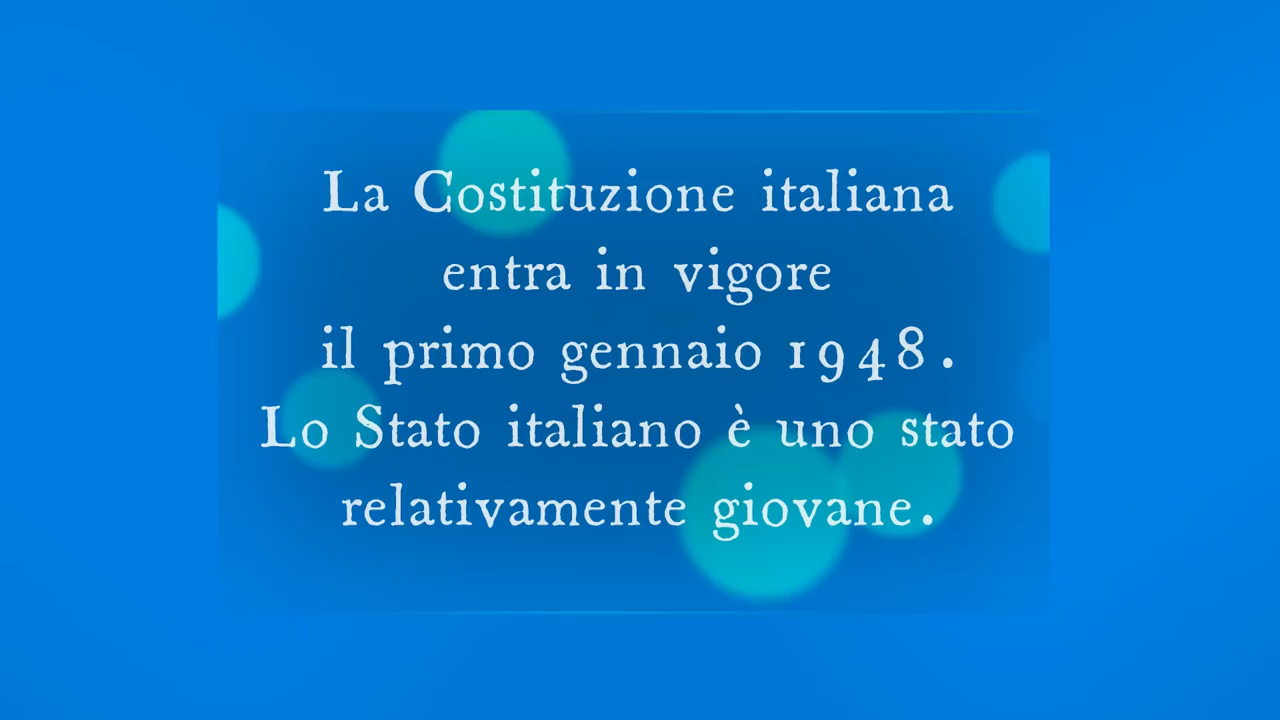 La Costituzione italiana
entra in vigore
il primo gennaio 1948.
Lo Stato italiano è uno stato
relativamente giovane.